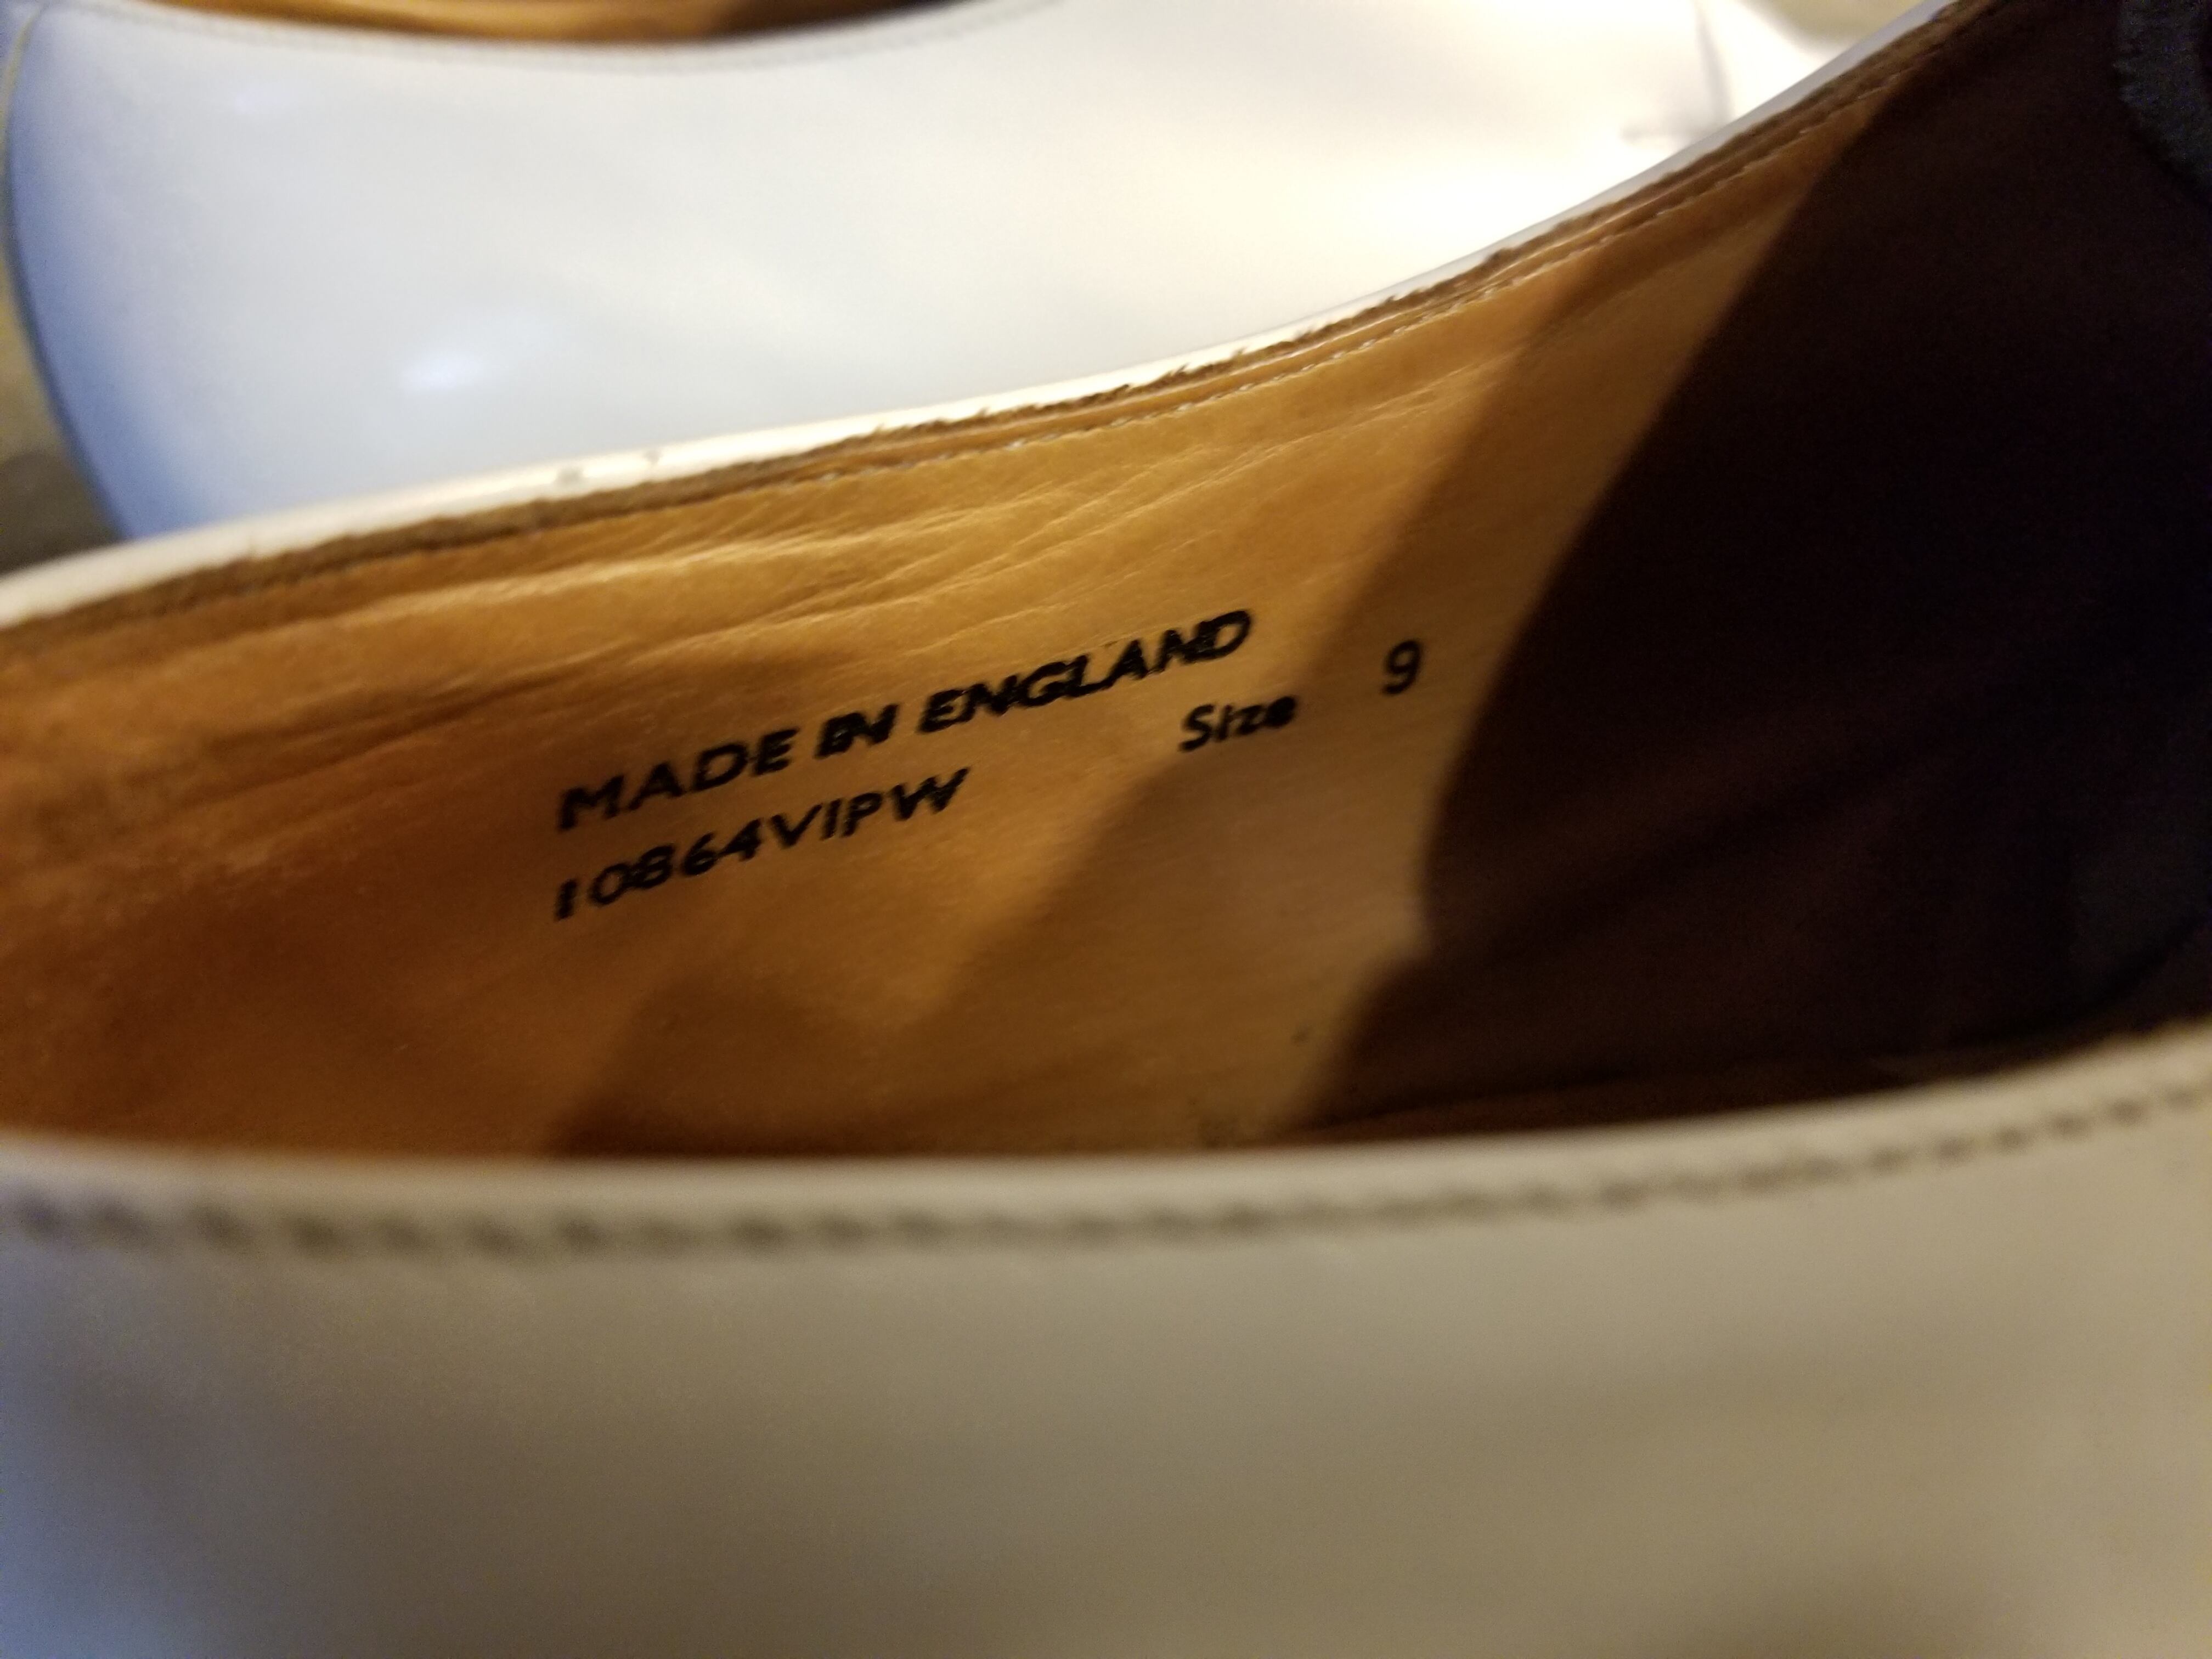 MADE IN ENGLAND
10864VIPW Size 9